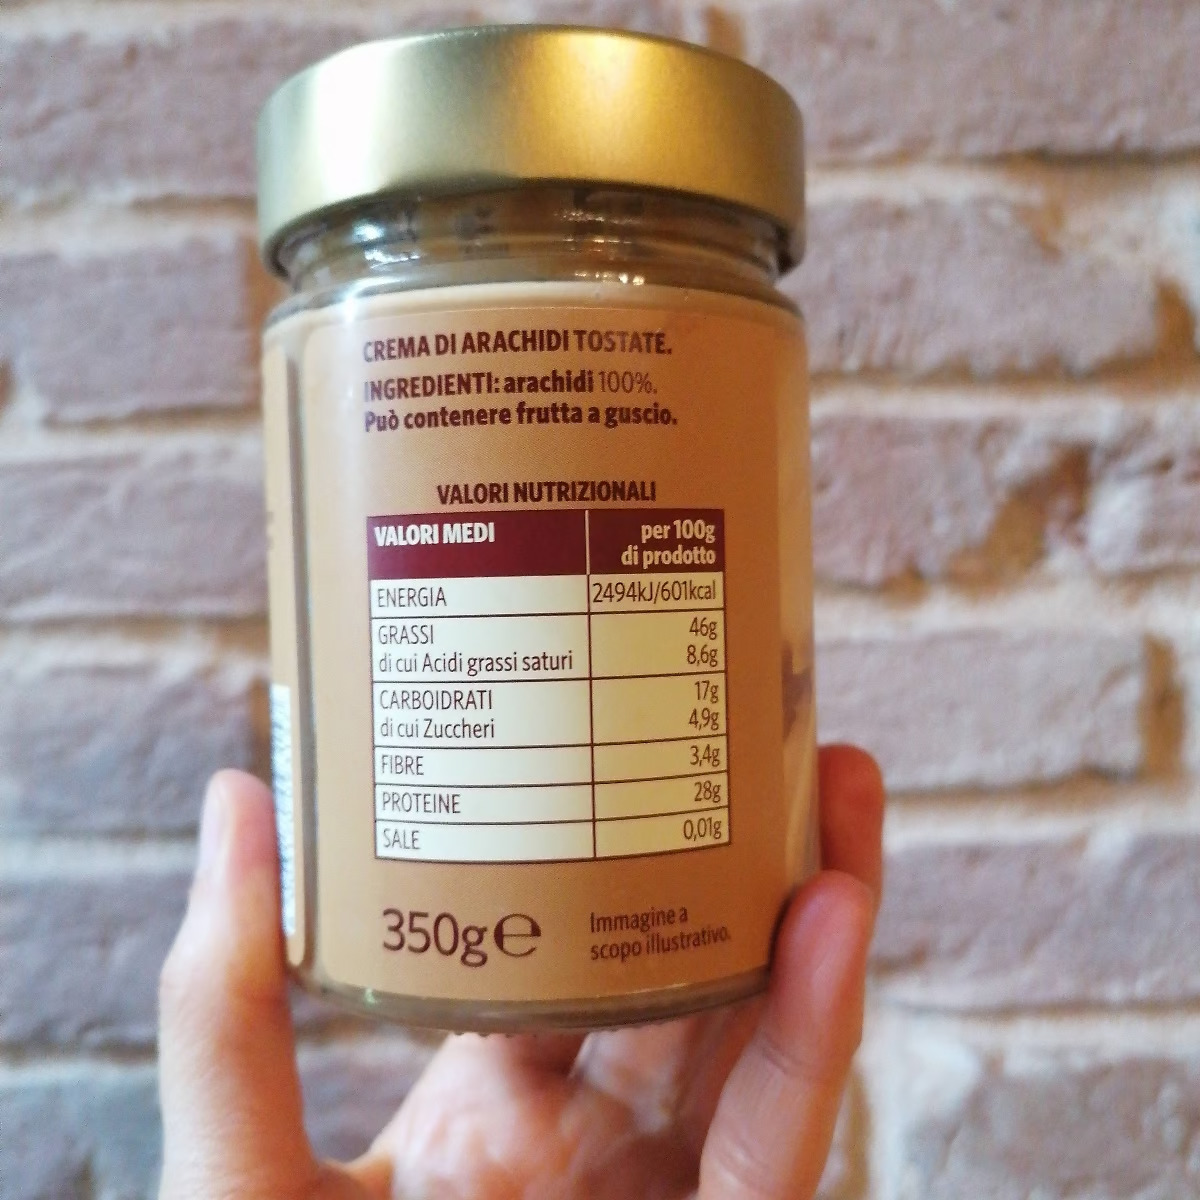 CREMA DI ARACHIDI TOSTATE.
INGREDIENTI: arachidi 100%.
Può contenere frutta a guscio.
VALORI NUTRIZIONALI
VALORI MEDI per 100g
di prodotto
ENERGIA 2494kJ/601kcal
GRASSI 46g
di cui Acidi grassi saturi 8,6g
CARBOIDRATI 17g
di cui Zuccheri 4,9g
FIBRE 3,4g
PROTEINE 28g
SALE 0,01g
350g℮ Immagine a
scopo illustrativo.